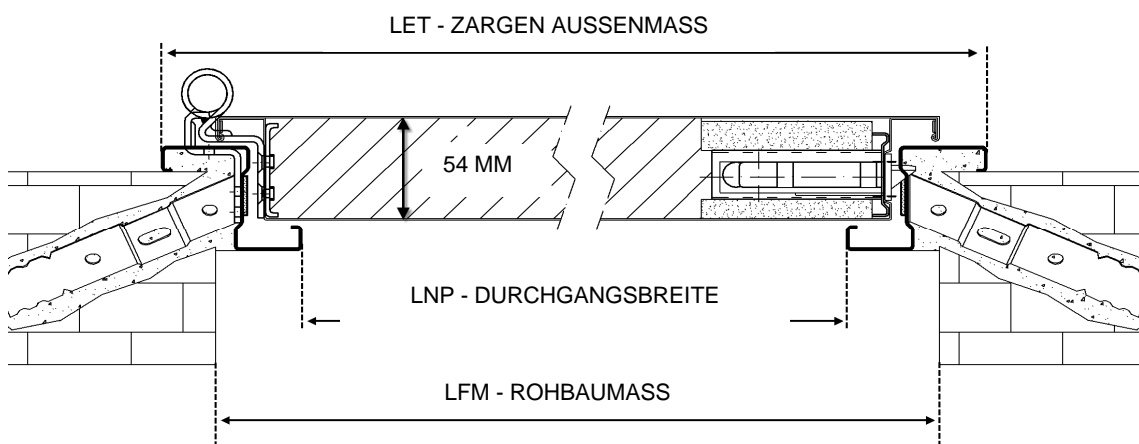 LET - ZARGEN AUSSENMASS
54 MM
LNP - DURCHGANGSBREITE
LFM - ROHBAUMASS